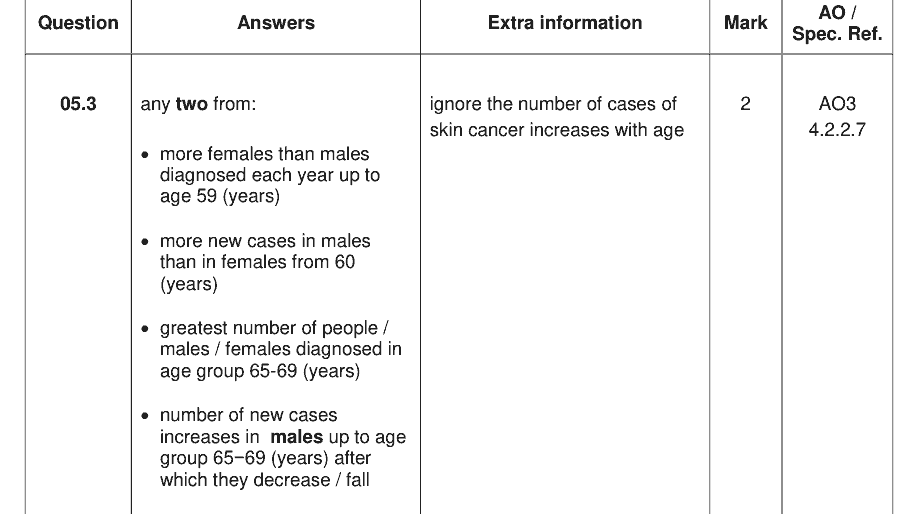 Question Answers Extra information Mark AO /
Spec. Ref.
05.3 any two from: ignore the number of cases of 2 AO3
skin cancer increases with age 4.2.2.7
• more females than males
diagnosed each year up to
age 59 (years)
• more new cases in males
than in females from 60
(years)
• greatest number of people /
males / females diagnosed in
age group 65-69 (years)
• number of new cases
increases in males up to age
group 65−69 (years) after
which they decrease / fall